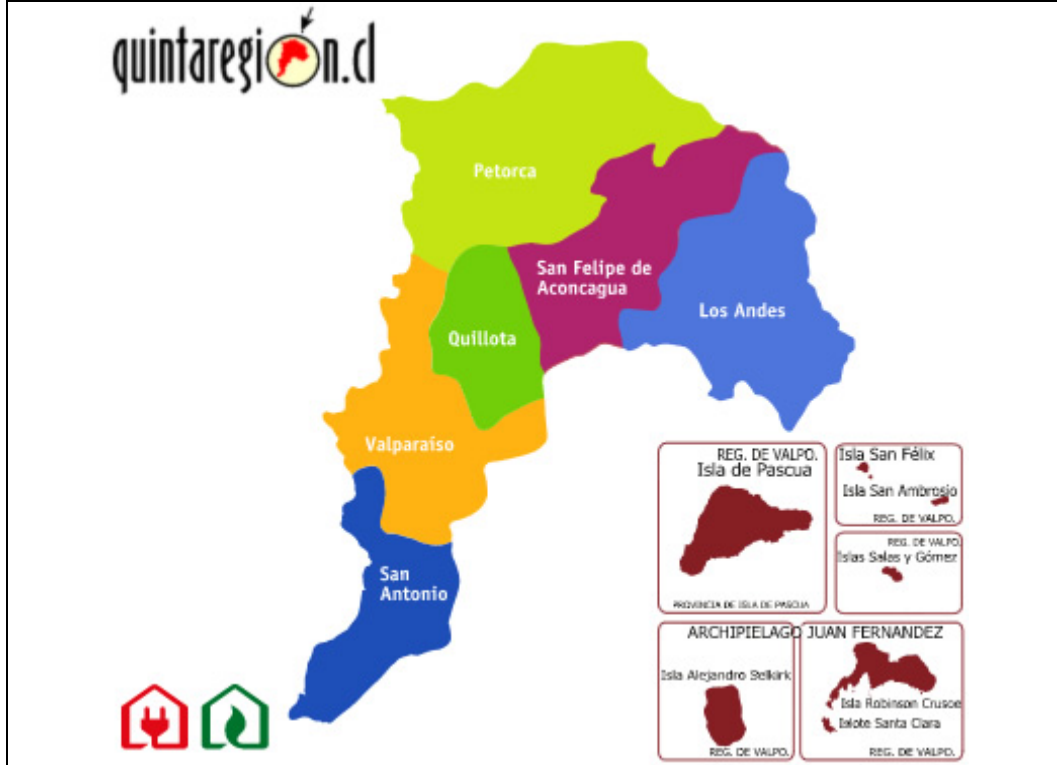 quintaregión.cl
Petorca
San Felipe de
Aconcagua
Los Andes
Quillota
Valparaíso
San
Antonio
REG. DE VALPO.
Isla de Pascua
PROVINCIA DE ISLA DE PASCUA
Isla San Félix
Isla San Ambrosio
REG. DE VALPO.
REG. DE VALPO.
Islas Salas y Gómez
ARCHIPIELAGO JUAN FERNANDEZ
Isla Alejandro Selkirk
REG. DE VALPO.
Isla Robinson Crusoe
Islote Santa Clara
REG. DE VALPO.